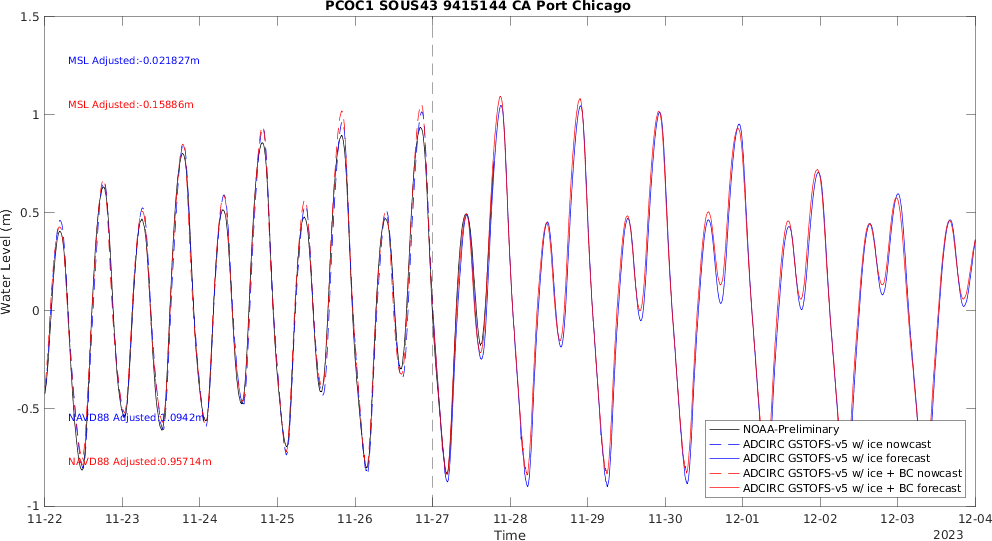 PCOC1 SOUS43 9415144 CA Port Chicago
1.5
MSL Adjusted:-0.021827m
MSL Adjusted:-0.15886m
1
0.5
Water Level (m)
0
-0.5
NAVD88 Adjusted:1.0942m
NAVD88 Adjusted:0.95714m
-1
NOAA-Preliminary
ADCIRC GSTOFS-v5 w/ ice nowcast
ADCIRC GSTOFS-v5 w/ ice forecast
ADCIRC GSTOFS-v5 w/ ice + BC nowcast
ADCIRC GSTOFS-v5 w/ ice + BC forecast
11-22 11-23 11-24 11-25 11-26 11-27 11-28 11-29 11-30 12-01 12-02 12-03 12-04
Time
2023